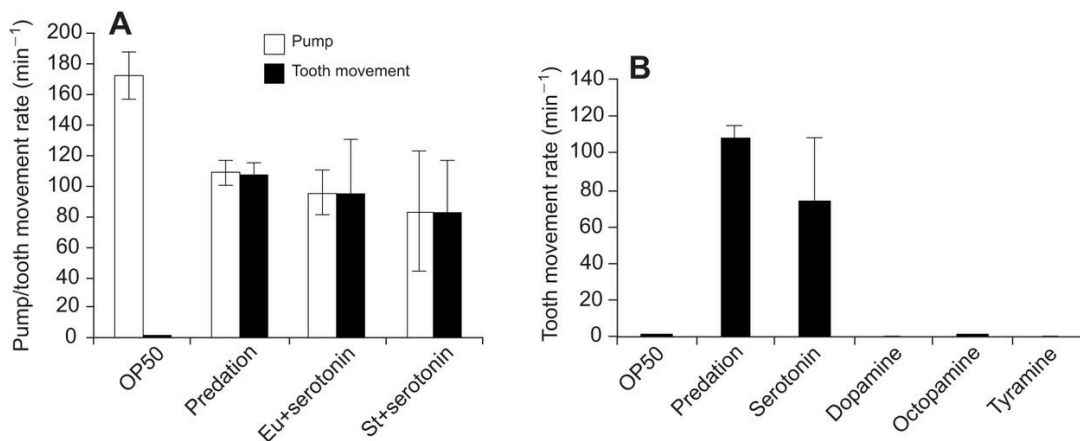 A
Pump/tooth movement rate (min⁻¹)
200
180
160
140
120
100
80
60
40
20
0
Pump
Tooth movement
OP50
Predation
Eu+serotonin
St+serotonin
B
Tooth movement rate (min⁻¹)
140
120
100
80
60
40
20
0
OP50
Predation
Serotonin
Dopamine
Octopamine
Tyramine